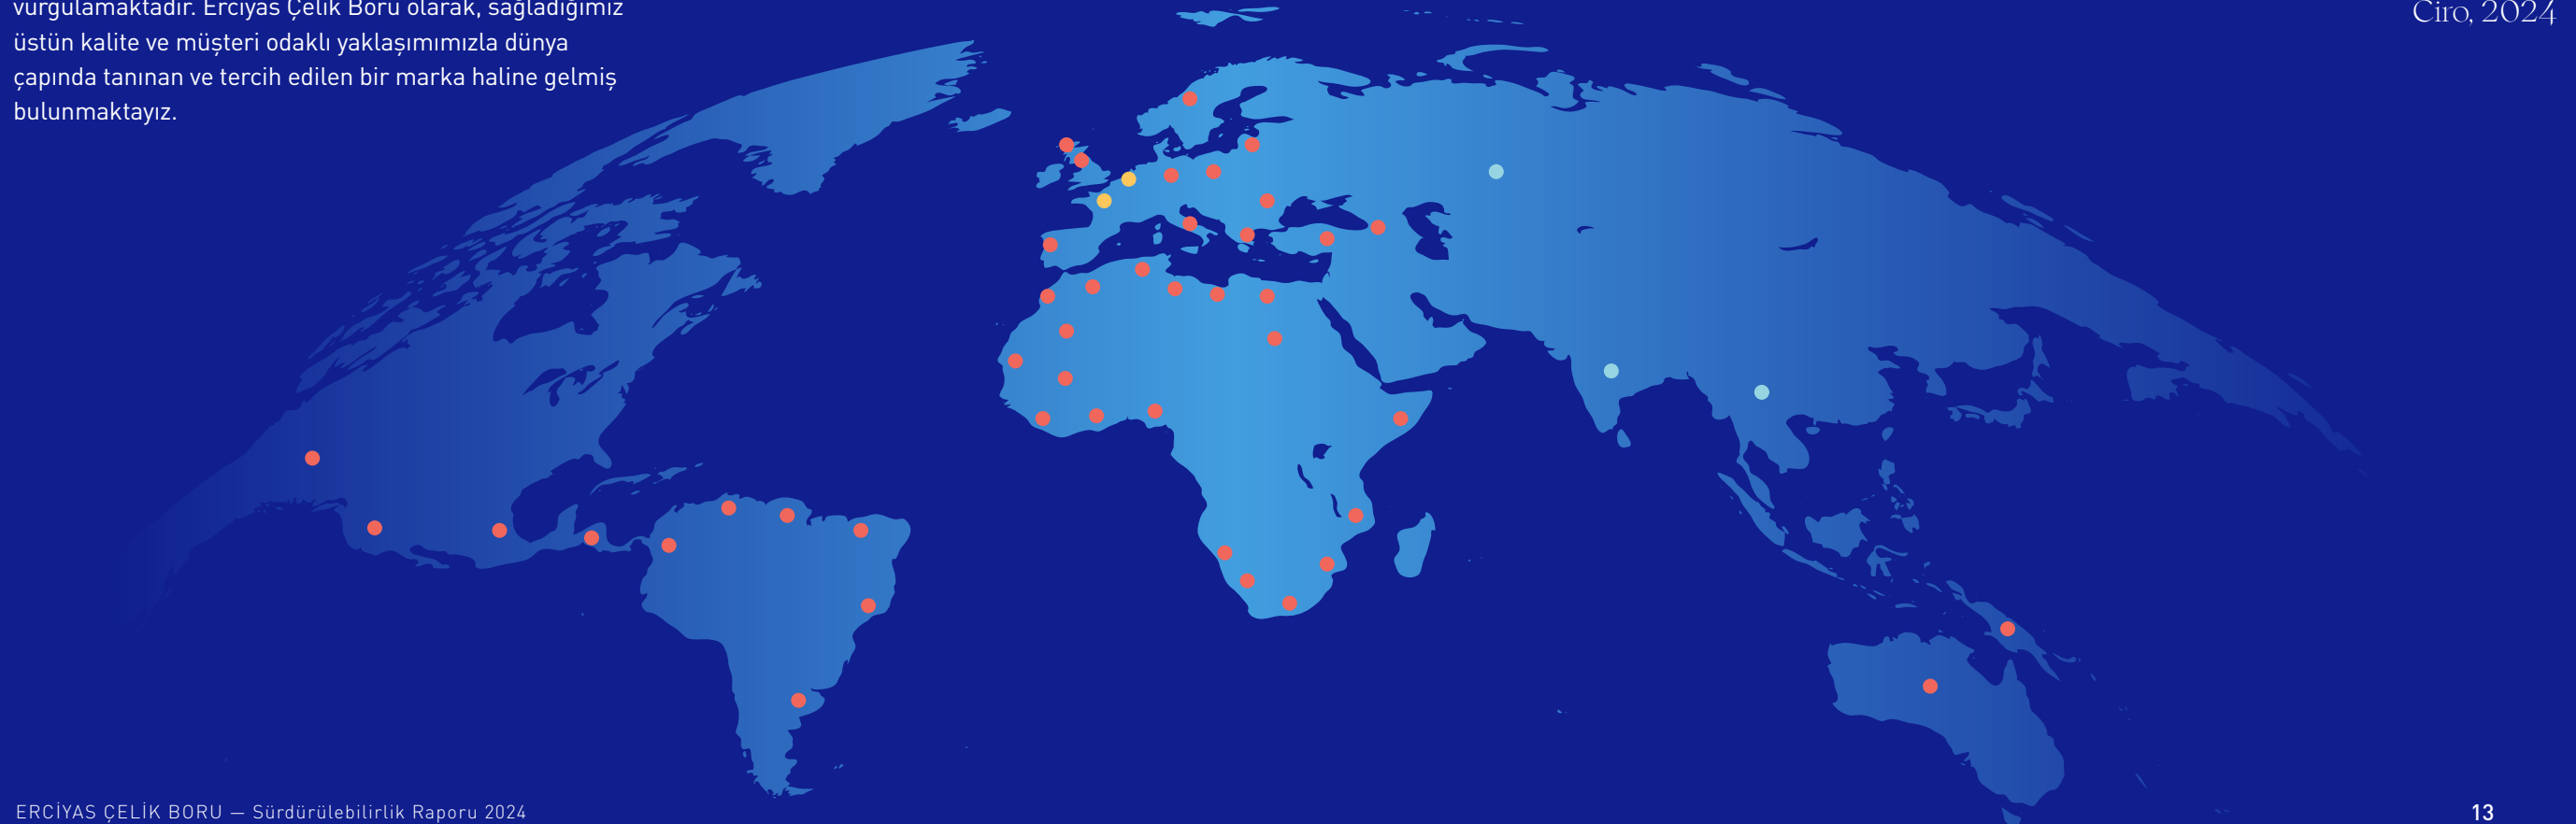 vurgulamaktadır. Erciyas Çelik Boru olarak, sağladığımız
üstün kalite ve müşteri odaklı yaklaşımımızla dünya
çapında tanınan ve tercih edilen bir marka haline gelmiş
bulunmaktayız.
Ciro, 2024
ERCİYAS ÇELİK BORU — Sürdürülebilirlik Raporu 2024
13